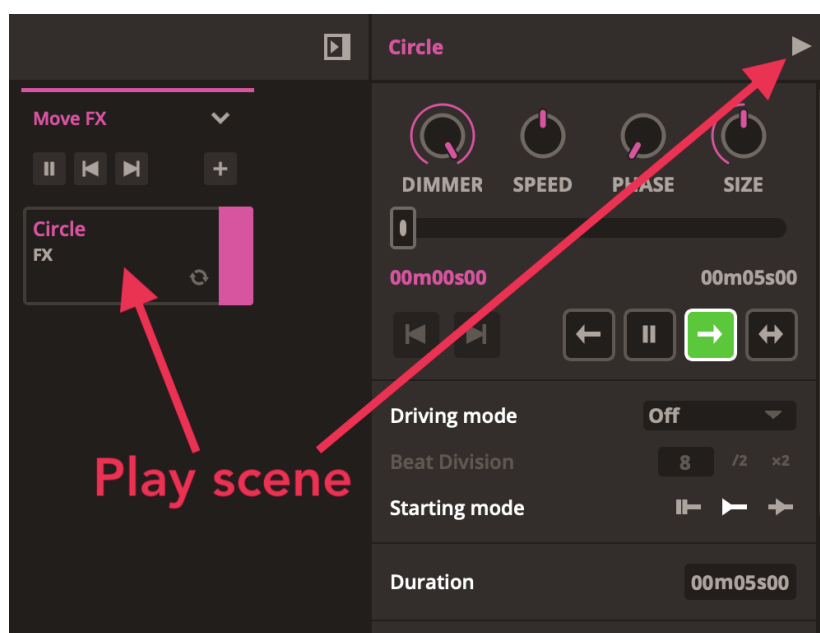 Circle
Move FX
DIMMER SPEED PHASE SIZE
Circle
FX
00m00s00 00m05s00
Driving mode Off
Beat Division 8 /2 ×2
Play scene
Starting mode
Duration 00m05s00